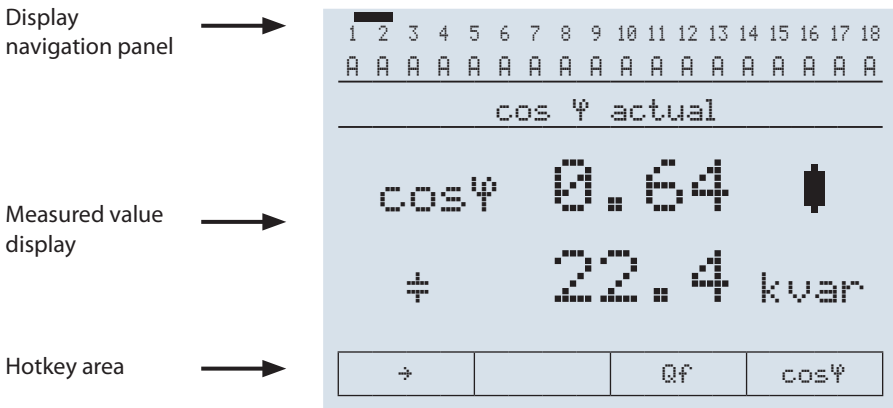 Display
navigation panel
1 2 3 4 5 6 7 8 9 10 11 12 13 14 15 16 17 18
A A A A A A A A A A A A A A A A A A
cos φ actual
Measured value
display
cosφ 0.64
22.4 kvar
Hotkey area
→ Qf cosφ